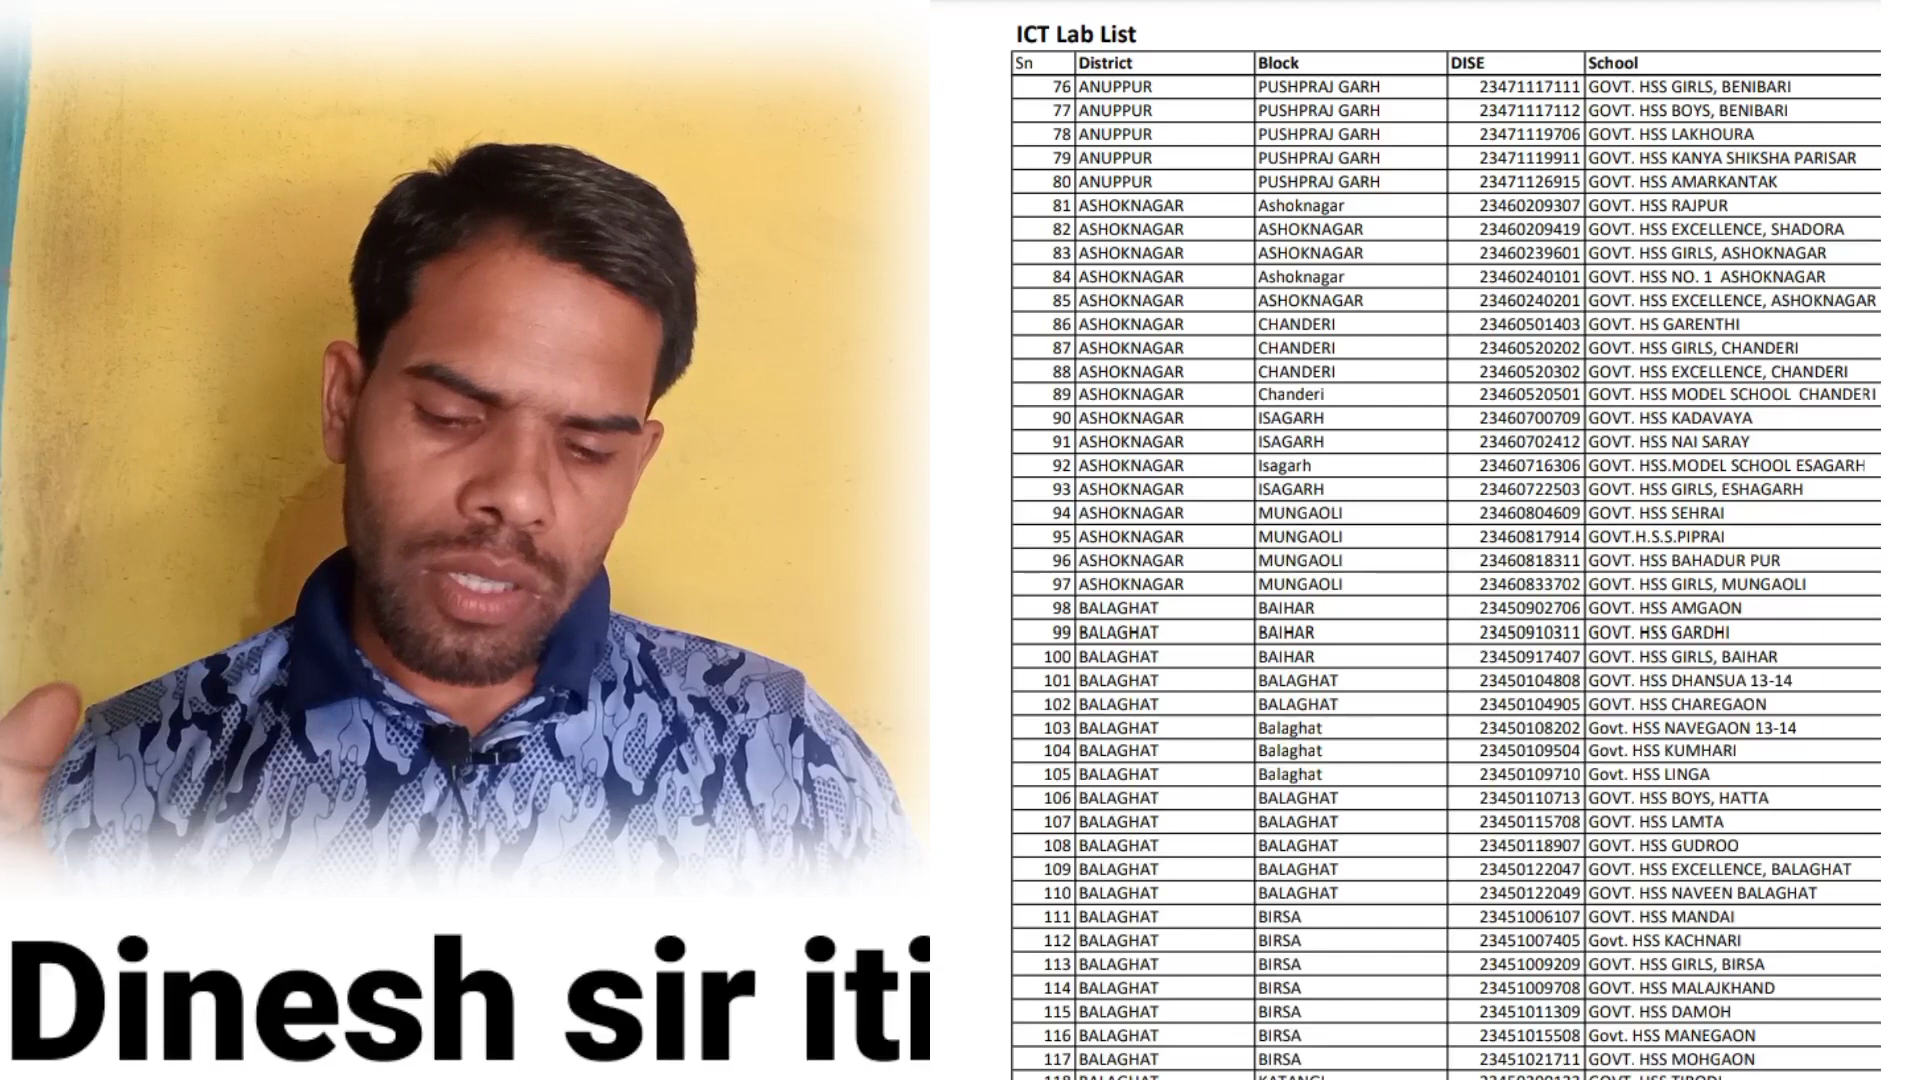 Dinesh sir iti
ICT Lab List
Sn District Block DISE School
76 ANUPPUR PUSHPRAJ GARH 23471117111 GOVT. HSS GIRLS, BENIBARI
77 ANUPPUR PUSHPRAJ GARH 23471117112 GOVT. HSS BOYS, BENIBARI
78 ANUPPUR PUSHPRAJ GARH 23471119706 GOVT. HSS LAKHOURA
79 ANUPPUR PUSHPRAJ GARH 23471119911 GOVT. HSS KANYA SHIKSHA PARISAR
80 ANUPPUR PUSHPRAJ GARH 23471126915 GOVT. HSS AMARKANTAK
81 ASHOKNAGAR Ashoknagar 23460209307 GOVT. HSS RAJPUR
82 ASHOKNAGAR ASHOKNAGAR 23460209419 GOVT. HSS EXCELLENCE, SHADORA
83 ASHOKNAGAR ASHOKNAGAR 23460239601 GOVT. HSS GIRLS, ASHOKNAGAR
84 ASHOKNAGAR Ashoknagar 23460240101 GOVT. HSS NO. 1 ASHOKNAGAR
85 ASHOKNAGAR ASHOKNAGAR 23460240201 GOVT. HSS EXCELLENCE, ASHOKNAGAR
86 ASHOKNAGAR CHANDERI 23460501403 GOVT. HS GARENTHI
87 ASHOKNAGAR CHANDERI 23460520202 GOVT. HSS GIRLS, CHANDERI
88 ASHOKNAGAR CHANDERI 23460520302 GOVT. HSS EXCELLENCE, CHANDERI
89 ASHOKNAGAR Chanderi 23460520501 GOVT. HSS MODEL SCHOOL CHANDERI
90 ASHOKNAGAR ISAGARH 23460700709 GOVT. HSS KADAVAYA
91 ASHOKNAGAR ISAGARH 23460702412 GOVT. HSS NAI SARAY
92 ASHOKNAGAR Isagarh 23460716306 GOVT. HSS.MODEL SCHOOL ESAGARH
93 ASHOKNAGAR ISAGARH 23460722503 GOVT. HSS GIRLS, ESHAGARH
94 ASHOKNAGAR MUNGAOLI 23460804609 GOVT. HSS SEHRAI
95 ASHOKNAGAR MUNGAOLI 23460817914 GOVT.H.S.S.PIPRAI
96 ASHOKNAGAR MUNGAOLI 23460818311 GOVT. HSS BAHADUR PUR
97 ASHOKNAGAR MUNGAOLI 23460833702 GOVT. HSS GIRLS, MUNGAOLI
98 BALAGHAT BAIHAR 23450902706 GOVT. HSS AMGAON
99 BALAGHAT BAIHAR 23450910311 GOVT. HSS GARDHI
100 BALAGHAT BAIHAR 23450917407 GOVT. HSS GIRLS, BAIHAR
101 BALAGHAT BALAGHAT 23450104808 GOVT. HSS DHANSUA 13-14
102 BALAGHAT BALAGHAT 23450104905 GOVT. HSS CHAREGAON
103 BALAGHAT Balaghat 23450108202 Govt. HSS NAVEGAON 13-14
104 BALAGHAT Balaghat 23450109504 Govt. HSS KUMHARI
105 BALAGHAT Balaghat 23450109710 Govt. HSS LINGA
106 BALAGHAT BALAGHAT 23450110713 GOVT. HSS BOYS, HATTA
107 BALAGHAT BALAGHAT 23450115708 GOVT. HSS LAMTA
108 BALAGHAT BALAGHAT 23450118907 GOVT. HSS GUDROO
109 BALAGHAT BALAGHAT 23450122047 GOVT. HSS EXCELLENCE, BALAGHAT
110 BALAGHAT BALAGHAT 23450122049 GOVT. HSS NAVEEN BALAGHAT
111 BALAGHAT BIRSA 23451006107 GOVT. HSS MANDAI
112 BALAGHAT BIRSA 23451007405 Govt. HSS KACHNARI
113 BALAGHAT BIRSA 23451009209 GOVT. HSS GIRLS, BIRSA
114 BALAGHAT BIRSA 23451009708 GOVT. HSS MALAJKHAND
115 BALAGHAT BIRSA 23451011309 GOVT. HSS DAMOH
116 BALAGHAT BIRSA 23451015508 Govt. HSS MANEGAON
117 BALAGHAT BIRSA 23451021711 GOVT. HSS MOHGAON